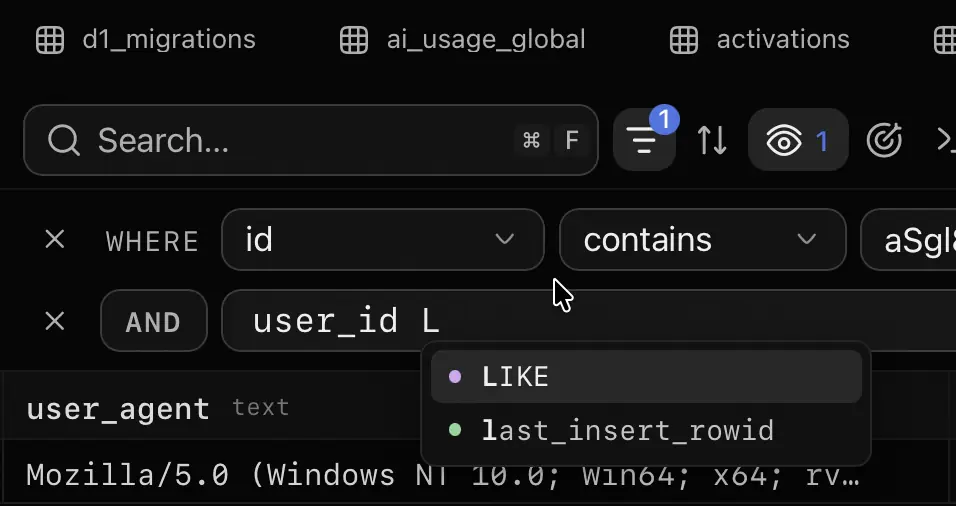 d1_migrations ai_usage_global activations
Search... ⌘ F 1 1
WHERE id contains aSgl
AND user_id L
LIKE
user_agent text
last_insert_rowid
Mozilla/5.0 (Windows NT 10.0; Win64; x64; rv…